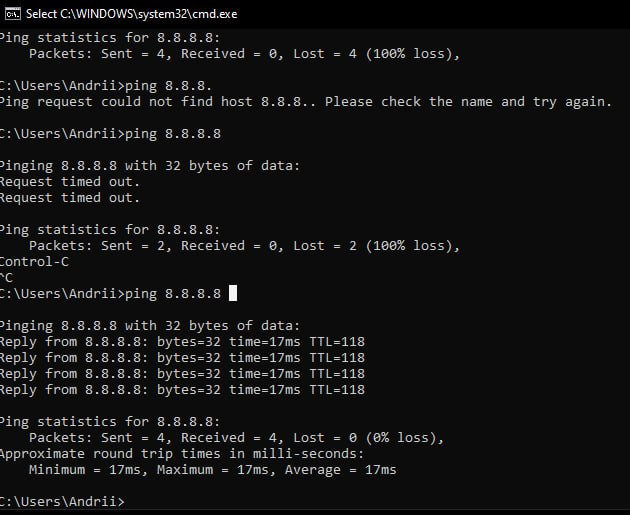 Select C:\WINDOWS\system32\cmd.exe
Ping statistics for 8.8.8.8:
    Packets: Sent = 4, Received = 0, Lost = 4 (100% loss),
C:\Users\Andrii>ping 8.8.8.
Ping request could not find host 8.8.8.. Please check the name and try again.
C:\Users\Andrii>ping 8.8.8.8
Pinging 8.8.8.8 with 32 bytes of data:
Request timed out.
Request timed out.
Ping statistics for 8.8.8.8:
    Packets: Sent = 2, Received = 0, Lost = 2 (100% loss),
Control-C
^C
C:\Users\Andrii>ping 8.8.8.8
Pinging 8.8.8.8 with 32 bytes of data:
Reply from 8.8.8.8: bytes=32 time=17ms TTL=118
Reply from 8.8.8.8: bytes=32 time=17ms TTL=118
Reply from 8.8.8.8: bytes=32 time=17ms TTL=118
Reply from 8.8.8.8: bytes=32 time=17ms TTL=118
Ping statistics for 8.8.8.8:
    Packets: Sent = 4, Received = 4, Lost = 0 (0% loss),
Approximate round trip times in milli-seconds:
    Minimum = 17ms, Maximum = 17ms, Average = 17ms
C:\Users\Andrii>